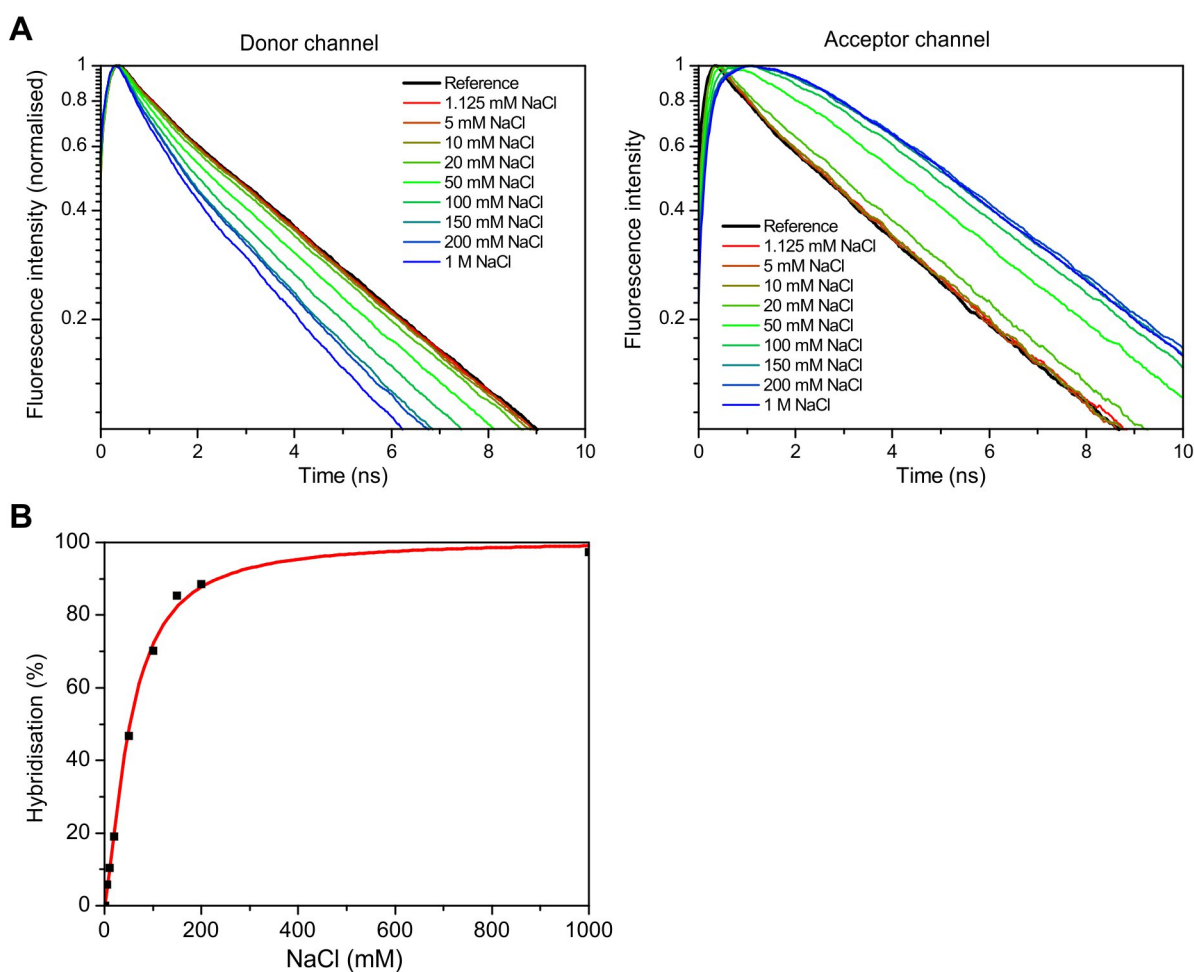 A
Donor channel
Fluorescence intensity (normalised)
1
0.8
0.6
0.4
0.2
Reference
1.125 mM NaCl
5 mM NaCl
10 mM NaCl
20 mM NaCl
50 mM NaCl
100 mM NaCl
150 mM NaCl
200 mM NaCl
1 M NaCl
0 2 4 6 8 10
Time (ns)
Acceptor channel
Fluorescence intensity
1
0.8
0.6
0.4
0.2
Reference
1.125 mM NaCl
5 mM NaCl
10 mM NaCl
20 mM NaCl
50 mM NaCl
100 mM NaCl
150 mM NaCl
200 mM NaCl
1 M NaCl
0 2 4 6 8 10
Time (ns)
B
Hybridisation (%)
100
80
60
40
20
0
0 200 400 600 800 1000
NaCl (mM)